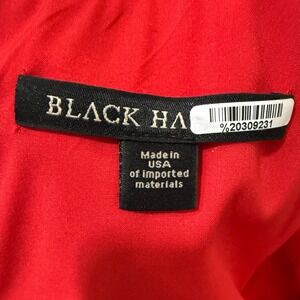 BLACK HA
%20309231
Made in
USA
of imported
materials